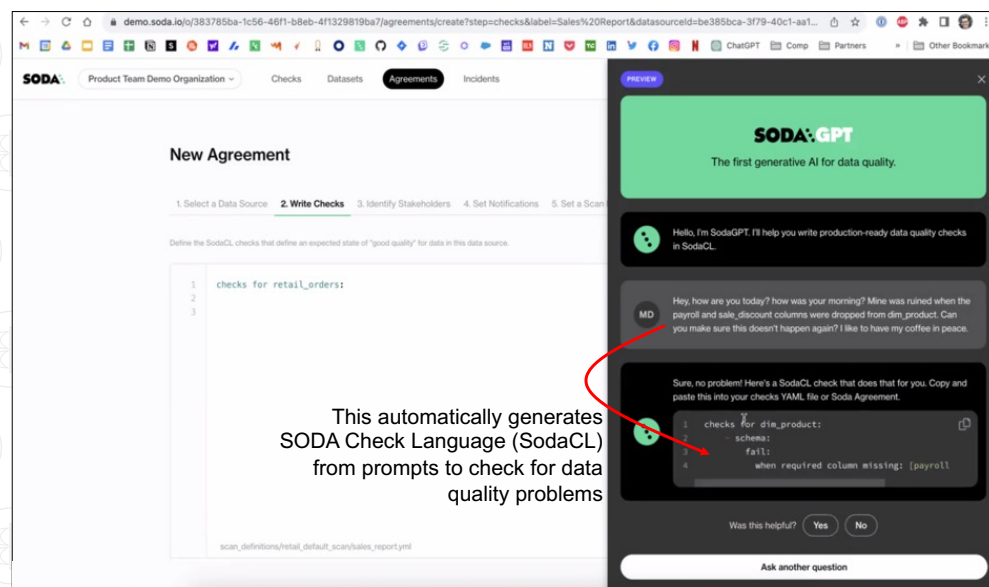 demo.soda.io/o/383785ba-1c56-46f1-b8eb-4f1329819ba7/agreements/create?step=checks&label=Sales%20Report&datasourceId=be385bca-3f79-40c1-aa1...
ChatGPT Comp Partners » Other Bookmark
SODA Product Team Demo Organization Checks Datasets Agreements Incidents
New Agreement
1. Select a Data Source 2. Write Checks 3. Identify Stakeholders 4. Set Notifications 5. Set a Scan
Define the SodaCL checks that define an expected state of "good quality" for data in this data source.
1 checks for retail_orders:
2
3
This automatically generates
SODA Check Language (SodaCL)
from prompts to check for data
quality problems
scan_definitions/retail_default_scan/sales_report.yml
PREVIEW
SODA GPT
The first generative AI for data quality.
Hello, I'm SodaGPT. I'll help you write production-ready data quality checks
in SodaCL.
MD
Hey, how are you today? how was your morning? Mine was ruined when the
payroll and sale_discount columns were dropped from dim_product. Can
you make sure this doesn't happen again? I like to have my coffee in peace.
Sure, no problem! Here's a SodaCL check that does that for you. Copy and
paste this into your checks YAML file or Soda Agreement.
1 checks for dim_product:
2 - schema:
3 fail:
4 when required column missing: [payroll
Was this helpful? Yes No
Ask another question